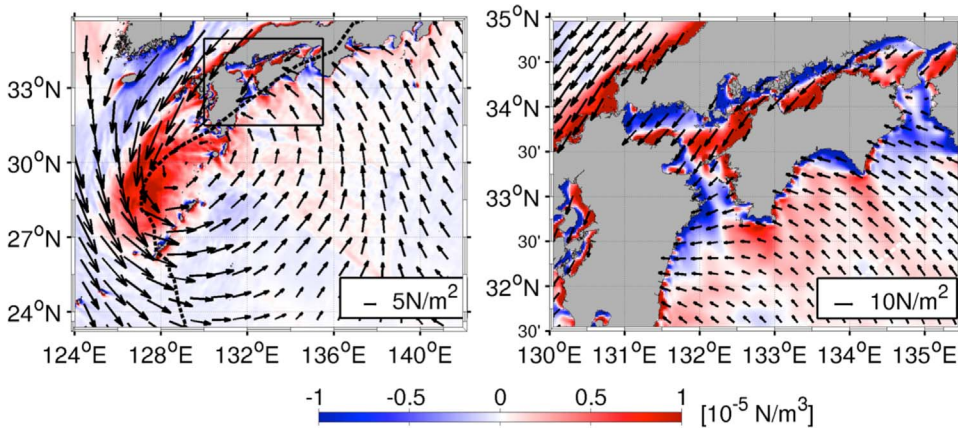 33°N
30°N
27°N
24°N
124°E
128°E
132°E
136°E
140°E
5N/m²
35°N
30'
34°N
30'
33°N
30'
32°N
30'
130°E
131°E
132°E
133°E
134°E
135°E
10N/m²
-1
-0.5
0
0.5
1
[10⁻⁵ N/m³]